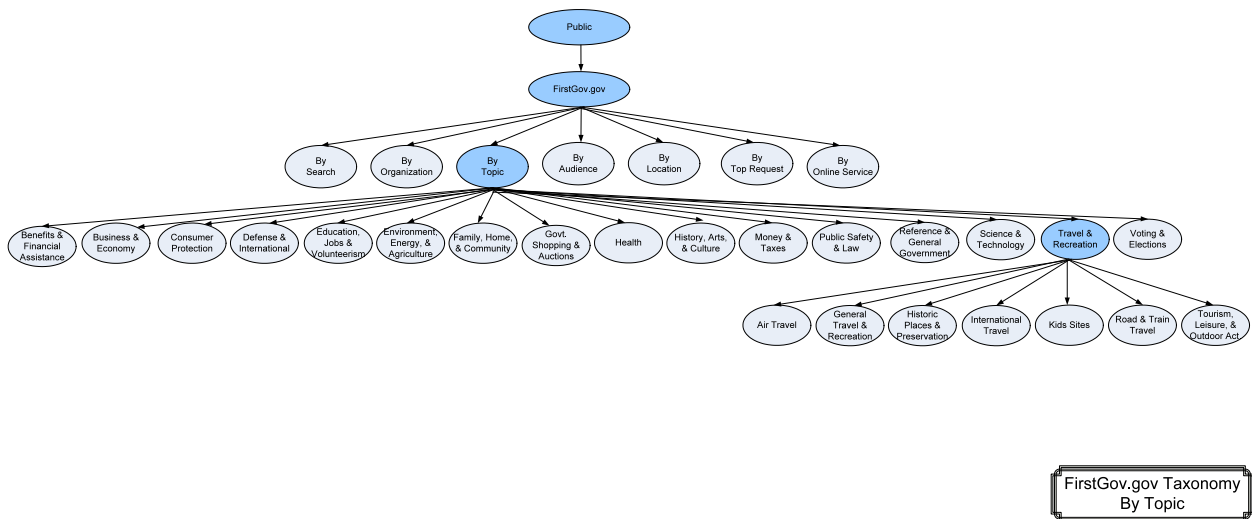 Public
FirstGov.gov
By
Search
By
Organization
By
Topic
By
Audience
By
Location
By
Top Request
By
Online Service
Benefits &
Financial
Assistance
Business &
Economy
Consumer
Protection
Defense &
International
Education,
Jobs &
Volunteerism
Environment,
Energy, &
Agriculture
Family, Home,
& Community
Govt.
Shopping &
Auctions
Health
History, Arts,
& Culture
Money &
Taxes
Public Safety
& Law
Reference &
General
Government
Science &
Technology
Travel &
Recreation
Voting &
Elections
Air Travel
General
Travel &
Recreation
Historic
Places &
Preservation
International
Travel
Kids Sites
Road & Train
Travel
Tourism,
Leisure, &
Outdoor Act.
FirstGov.gov Taxonomy
By Topic